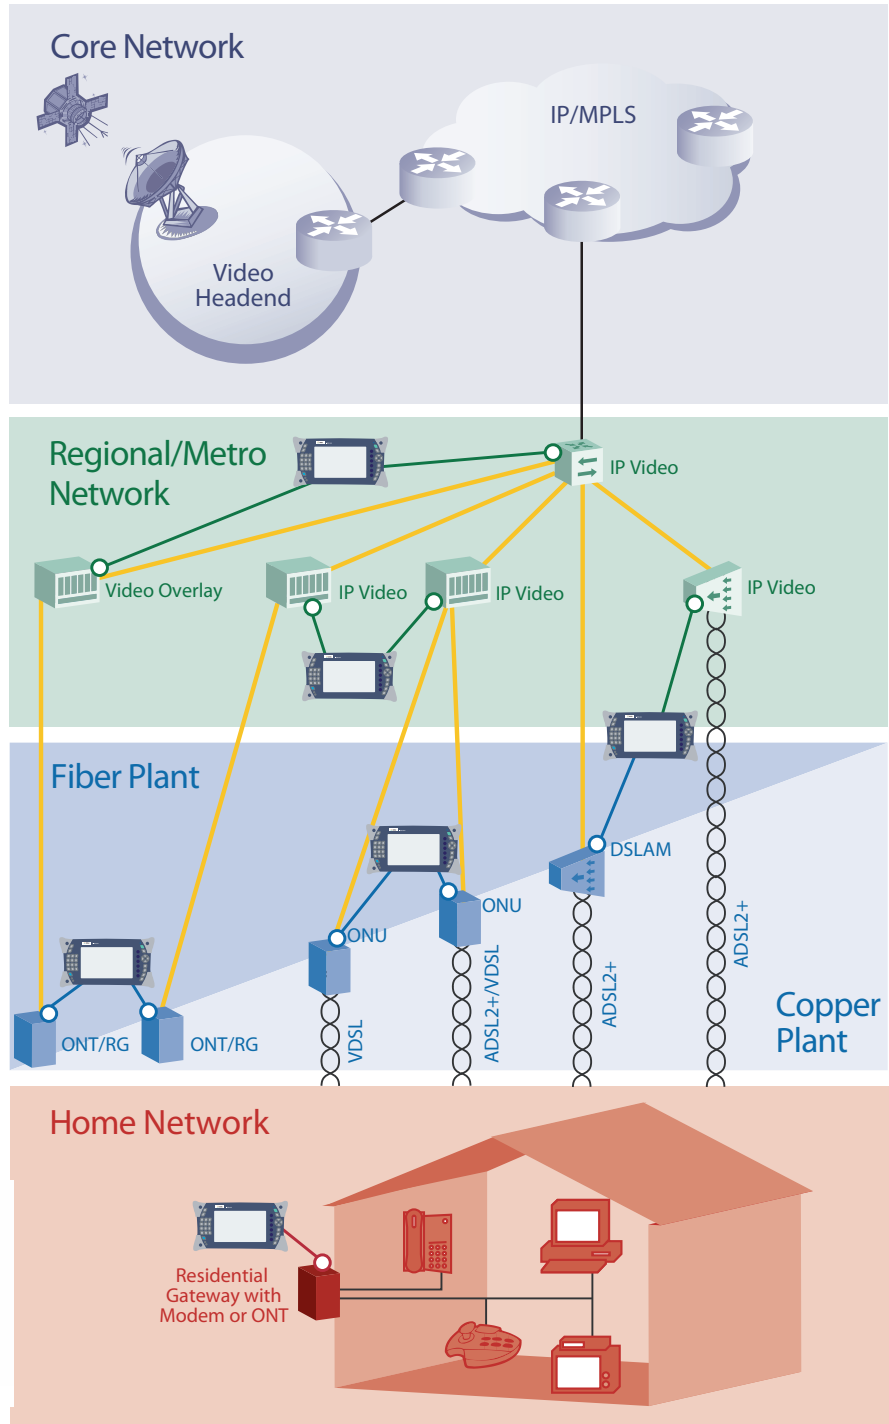 Core Network
IP/MPLS
Video
Headend
Regional/Metro
Network
IP Video
Video Overlay
IP Video
IP Video
IP Video
Fiber Plant
DSLAM
ONU
ONU
ADSL2+
ADSL2+/VDSL
ADSL2+
VDSL
Copper
Plant
ONT/RG
ONT/RG
Home Network
Residential
Gateway with
Modem or ONT